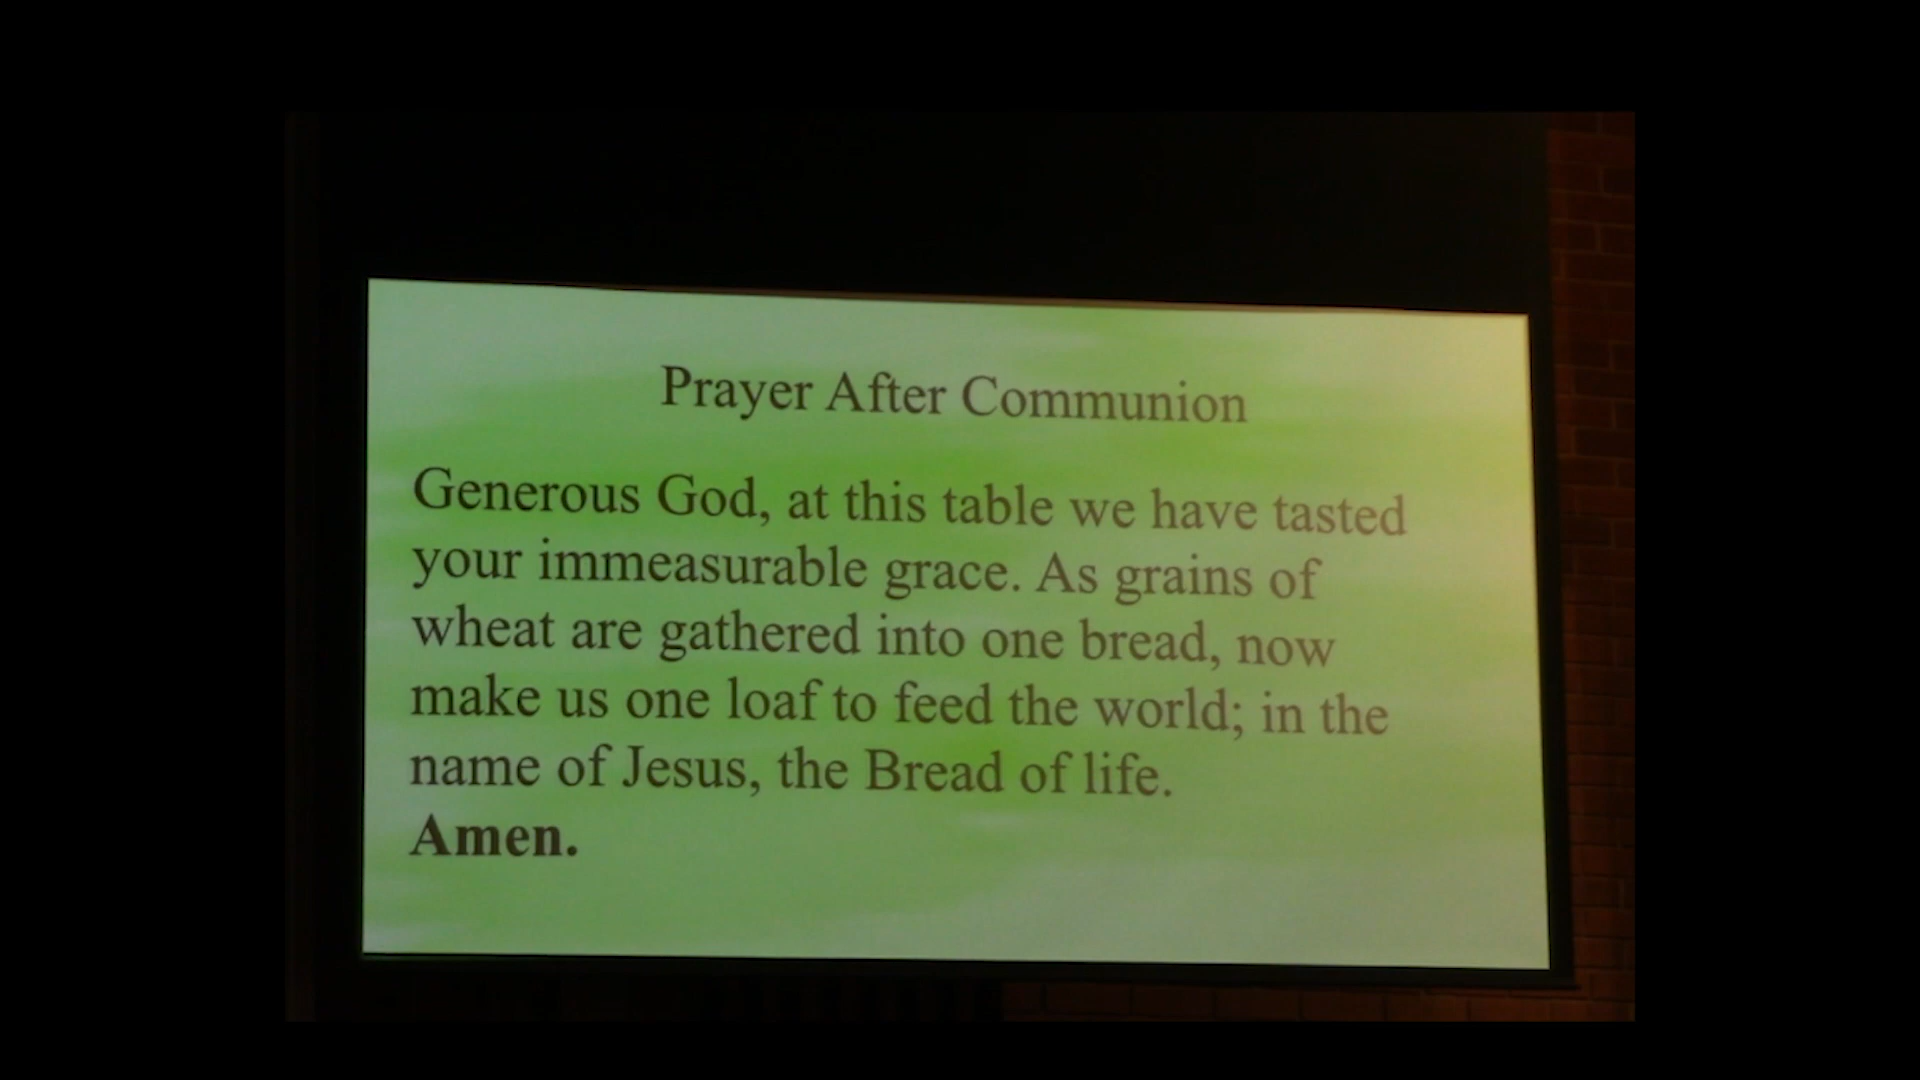 Prayer After Communion
Generous God, at this table we have tasted
your immeasurable grace. As grains of
wheat are gathered into one bread, now
make us one loaf to feed the world; in the
name of Jesus, the Bread of life.
Amen.